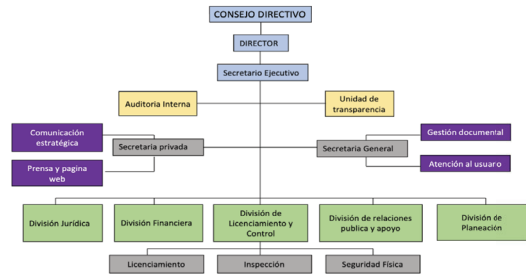 CONSEJO DIRECTIVO
DIRECTOR
Secretario Ejecutivo
Auditoria Interna
Unidad de
transparencia
Comunicación
estratégica
Gestión documental
Secretaria privada
Secretaria General
Prensa y pagina
web
Atención al usuario
División Jurídica
División Financiera
División de
Licenciamiento y
Control
División de relaciones
publica y apoyo
División de
Planeación
Licenciamiento
Inspección
Seguridad Física